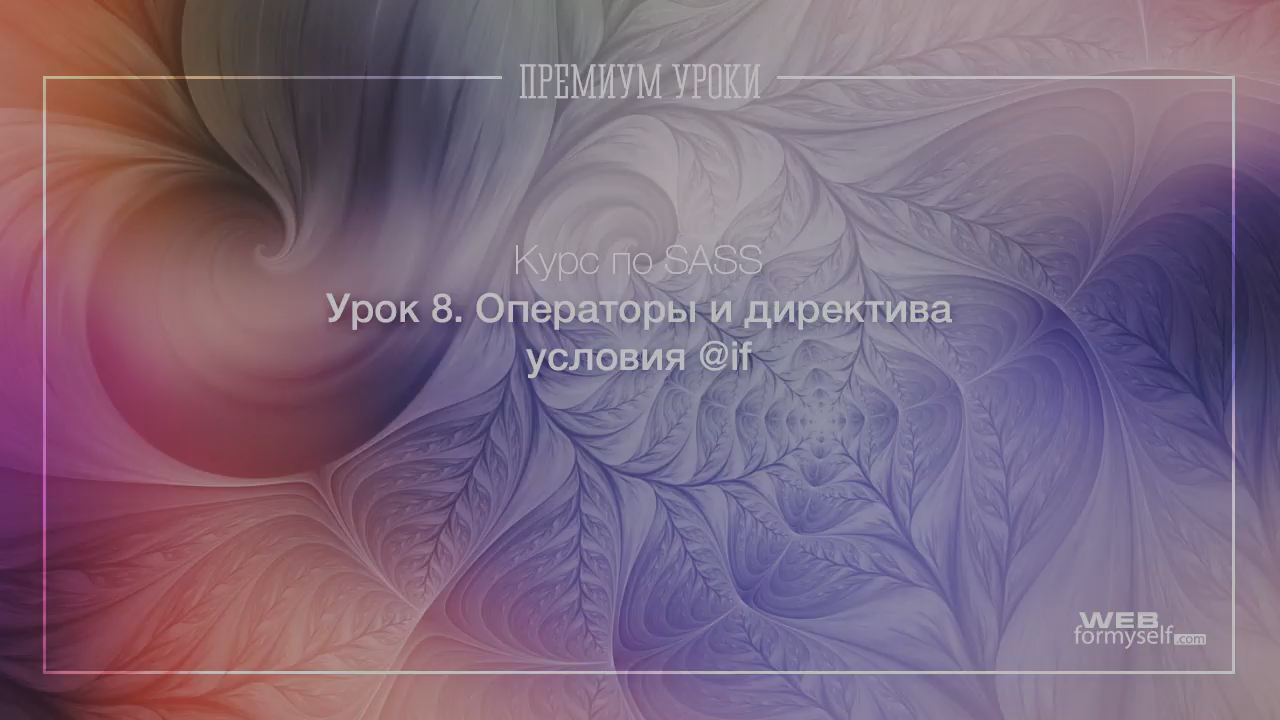 ПРЕМИУМ УРОКИ
Курс по SASS
Урок 8. Операторы и директива
условия @if
WEB
formyself.com